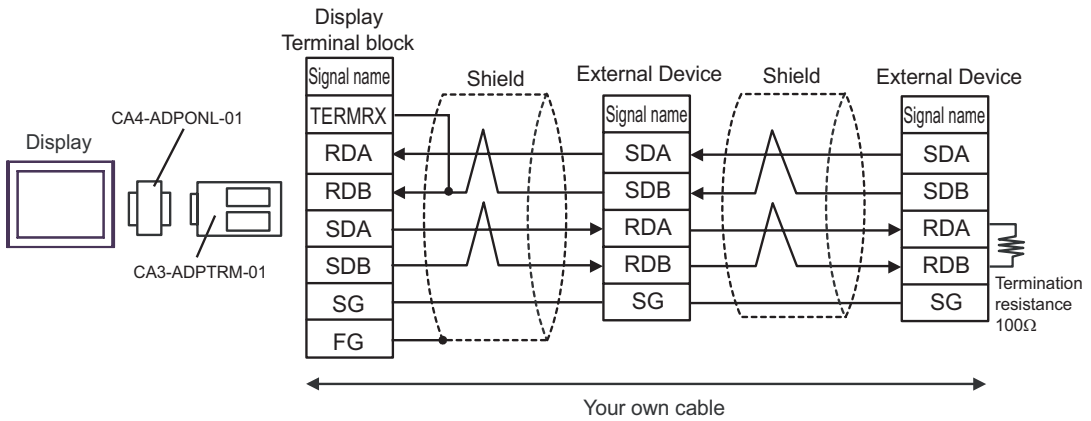 Display
Terminal block
Signal name
TERMRX
RDA
RDB
SDA
SDB
SG
FG
Shield
External Device
Signal name
SDA
SDB
RDA
RDB
SG
Shield
External Device
Signal name
SDA
SDB
RDA
RDB
SG
Termination
resistance
100Ω
Display
CA4-ADPONL-01
CA3-ADPTRM-01
Your own cable